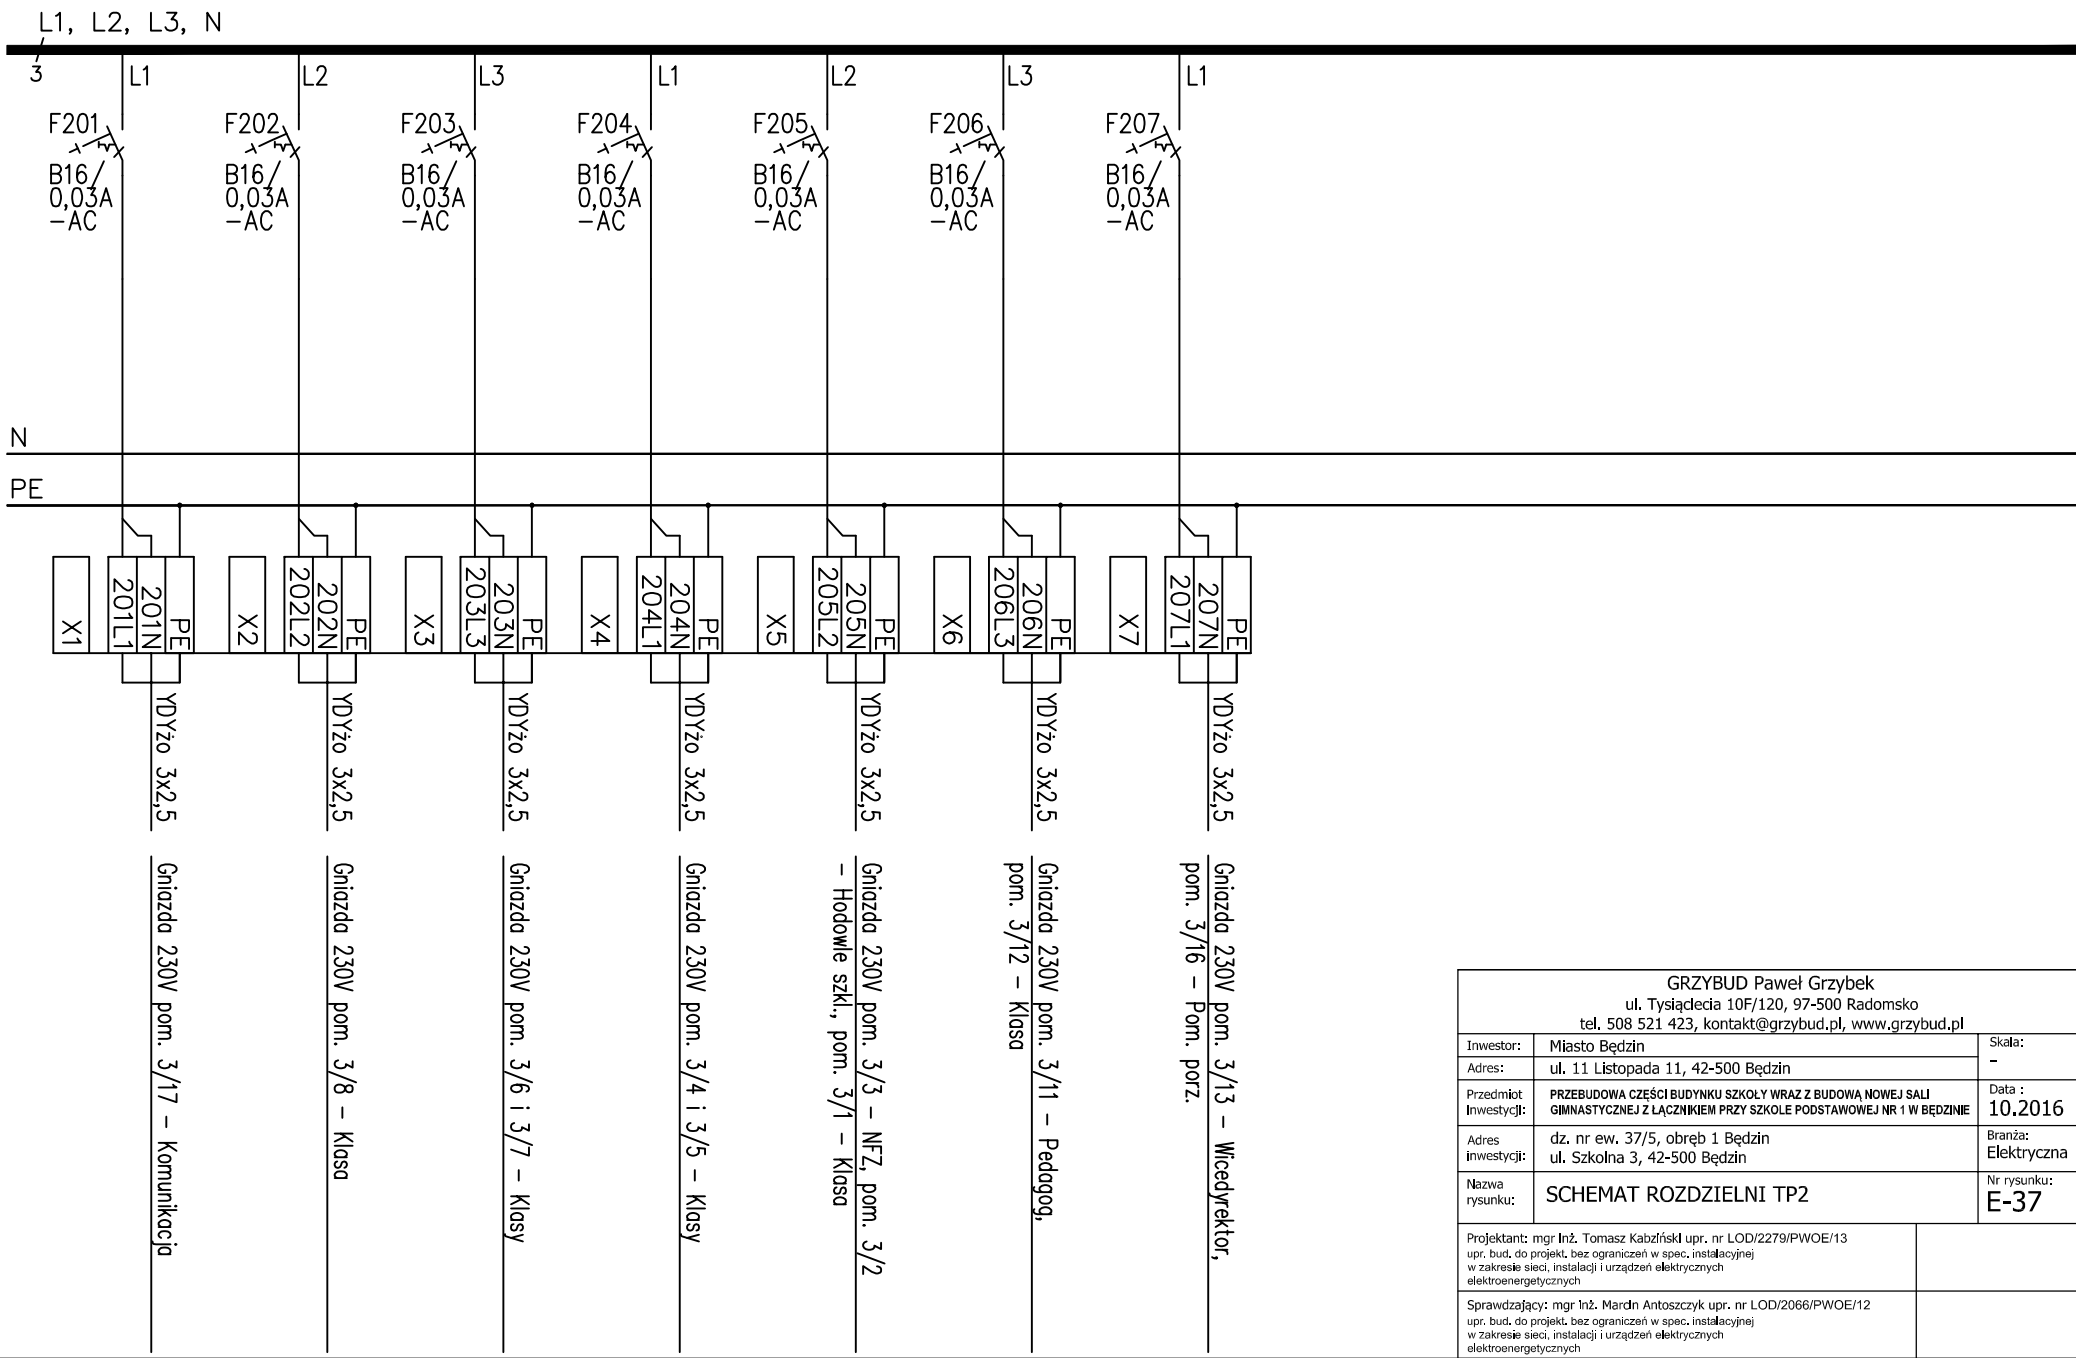 L1, L2, L3, N
3
L1
L2
L3
L1
L2
L3
L1
F201
B16/
0,03A
-AC
F202
B16/
0,03A
-AC
F203
B16/
0,03A
-AC
F204
B16/
0,03A
-AC
F205
B16/
0,03A
-AC
F206
B16/
0,03A
-AC
F207
B16/
0,03A
-AC
N
PE
X1
201L1
201N
PE
X2
202L2
202N
PE
X3
203L3
203N
PE
X4
204L1
204N
PE
X5
205L2
205N
PE
X6
206L3
206N
PE
X7
207L1
207N
PE
YDYżo 3x2,5
YDYżo 3x2,5
YDYżo 3x2,5
YDYżo 3x2,5
YDYżo 3x2,5
YDYżo 3x2,5
YDYżo 3x2,5
Gniazda 230V pom. 3/17 - Komunikacja
Gniazda 230V pom. 3/8 - Klasa
Gniazda 230V pom. 3/6 i 3/7 - Klasy
Gniazda 230V pom. 3/4 i 3/5 - Klasy
Gniazda 230V pom. 3/3 - NFZ, pom. 3/2
- Hodowle szkl., pom. 3/1 - Klasa
Gniazda 230V pom. 3/11 - Pedagog,
pom. 3/12 - Klasa
Gniazda 230V pom. 3/13 - Wicedyrektor,
pom. 3/16 - Pom. porz.
GRZYBUD Paweł Grzybek
ul. Tysiąclecia 10F/120, 97-500 Radomsko
tel. 508 521 423, kontakt@grzybud.pl, www.grzybud.pl
Inwestor: Miasto Będzin
Skala:
-
Adres: ul. 11 Listopada 11, 42-500 Będzin
Przedmiot
inwestycji:
PRZEBUDOWA CZĘŚCI BUDYNKU SZKOŁY WRAZ Z BUDOWĄ NOWEJ SALI
GIMNASTYCZNEJ Z ŁĄCZNIKIEM PRZY SZKOLE PODSTAWOWEJ NR 1 W BĘDZINIE
Data :
10.2016
Adres
inwestycji:
dz. nr ew. 37/5, obręb 1 Będzin
ul. Szkolna 3, 42-500 Będzin
Branża:
Elektryczna
Nazwa
rysunku:
SCHEMAT ROZDZIELNI TP2
Nr rysunku:
E-37
Projektant: mgr inż. Tomasz Kabziński upr. nr LOD/2279/PWOE/13
upr. bud. do projekt. bez ograniczeń w spec. instalacyjnej
w zakresie sieci, instalacji i urządzeń elektrycznych
elektroenergetycznych
Sprawdzający: mgr inż. Marcin Antoszczyk upr. nr LOD/2066/PWOE/12
upr. bud. do projekt. bez ograniczeń w spec. instalacyjnej
w zakresie sieci, instalacji i urządzeń elektrycznych
elektroenergetycznych